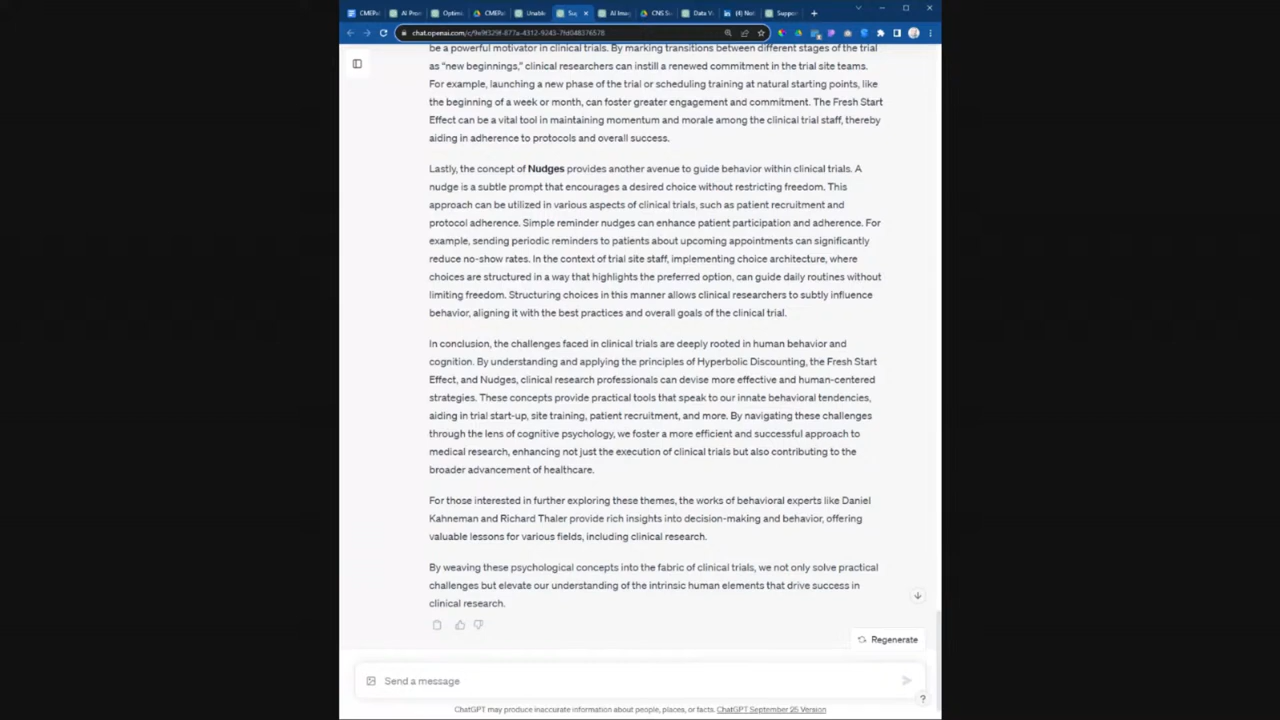 CMEPa
AI Pro
Optimi
CMEPa
Unable
Su
AI Imag
CNS S
Data V
(4) Not
Support
be a powerful motivator in clinical trials. By marking transitions between different stages of the trial
as “new beginnings,” clinical researchers can instill a renewed commitment in the trial site teams.
For example, launching a new phase of the trial or scheduling training at natural starting points, like
the beginning of a week or month, can foster greater engagement and commitment. The Fresh Start
Effect can be a vital tool in maintaining momentum and morale among the clinical trial staff, thereby
aiding in adherence to protocols and overall success.
Lastly, the concept of Nudges provides another avenue to guide behavior within clinical trials. A
nudge is a subtle prompt that encourages a desired choice without restricting freedom. This
approach can be utilized in various aspects of clinical trials, such as patient recruitment and
protocol adherence. Simple reminder nudges can enhance patient participation and adherence. For
example, sending periodic reminders to patients about upcoming appointments can significantly
reduce no-show rates. In the context of trial site staff, implementing choice architecture, where
choices are structured in a way that highlights the preferred option, can guide daily routines without
limiting freedom. Structuring choices in this manner allows clinical researchers to subtly influence
behavior, aligning it with the best practices and overall goals of the clinical trial.
In conclusion, the challenges faced in clinical trials are deeply rooted in human behavior and
cognition. By understanding and applying the principles of Hyperbolic Discounting, the Fresh Start
Effect, and Nudges, clinical research professionals can devise more effective and human-centered
strategies. These concepts provide practical tools that speak to our innate behavioral tendencies,
aiding in trial start-up, site training, patient recruitment, and more. By navigating these challenges
through the lens of cognitive psychology, we foster a more efficient and successful approach to
medical research, enhancing not just the execution of clinical trials but also contributing to the
broader advancement of healthcare.
For those interested in further exploring these themes, the works of behavioral experts like Daniel
Kahneman and Richard Thaler provide rich insights into decision-making and behavior, offering
valuable lessons for various fields, including clinical research.
By weaving these psychological concepts into the fabric of clinical trials, we not only solve practical
challenges but elevate our understanding of the intrinsic human elements that drive success in
clinical research.
Regenerate
Send a message
?
ChatGPT may produce inaccurate information about people, places, or facts. ChatGPT September 25 Version